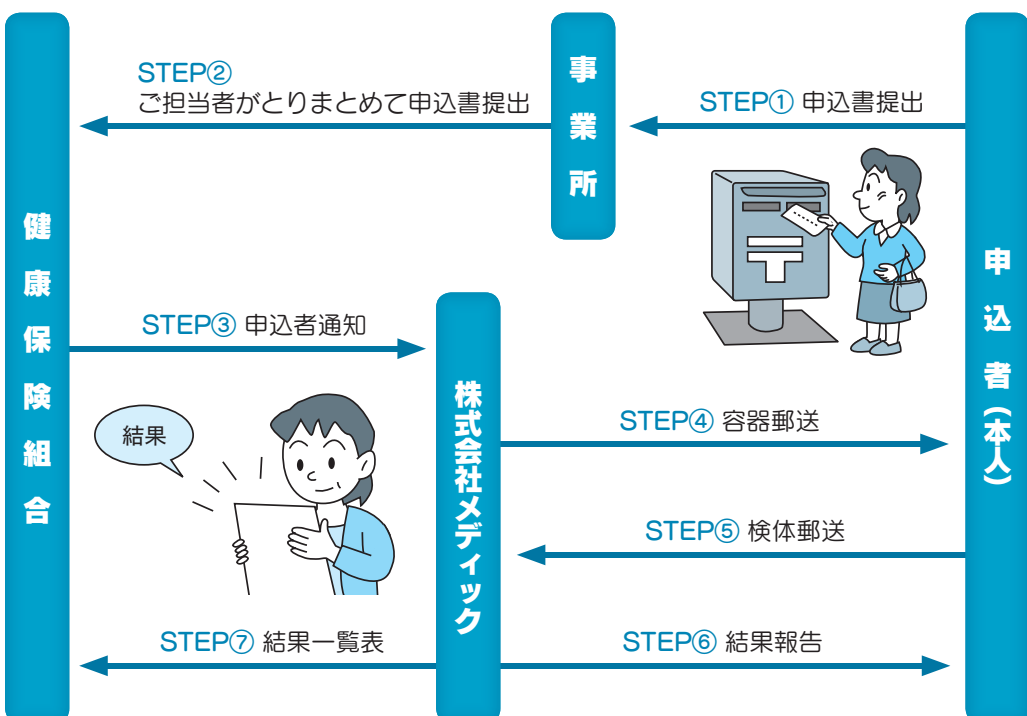 健康保険組合
STEP②
ご担当者がとりまとめて申込書提出
事業所
STEP① 申込書提出
申込者(本人)
STEP③ 申込者通知
株式会社メディック
結果
STEP④ 容器郵送
STEP⑤ 検体郵送
STEP⑦ 結果一覧表
STEP⑥ 結果報告